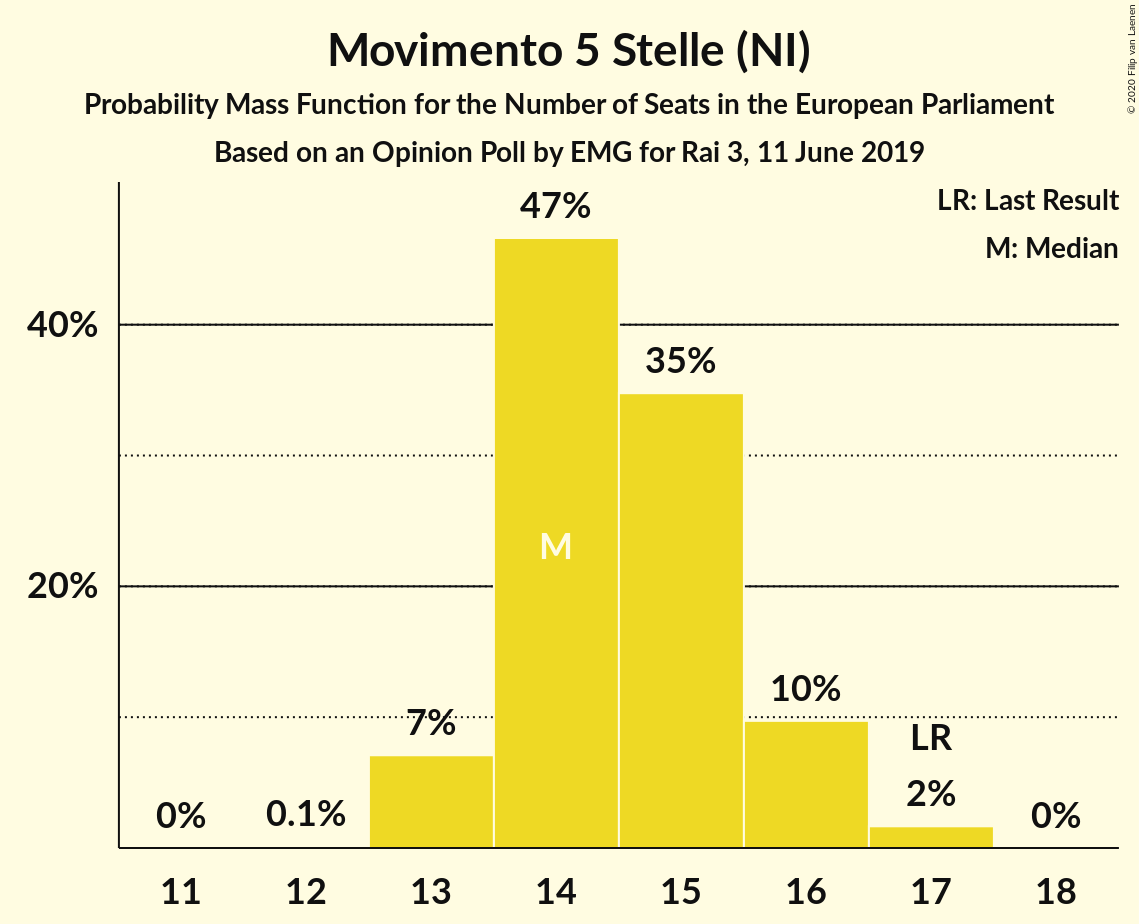 Movimento 5 Stelle (NI)
Probability Mass Function for the Number of Seats in the European Parliament
Based on an Opinion Poll by EMG for Rai 3, 11 June 2019
© 2020 Filip van Laenen
LR: Last Result
M: Median
47%
40%
35%
M
20%
10%
7%
LR
2%
0%
0.1%
0%
11 12 13 14 15 16 17 18